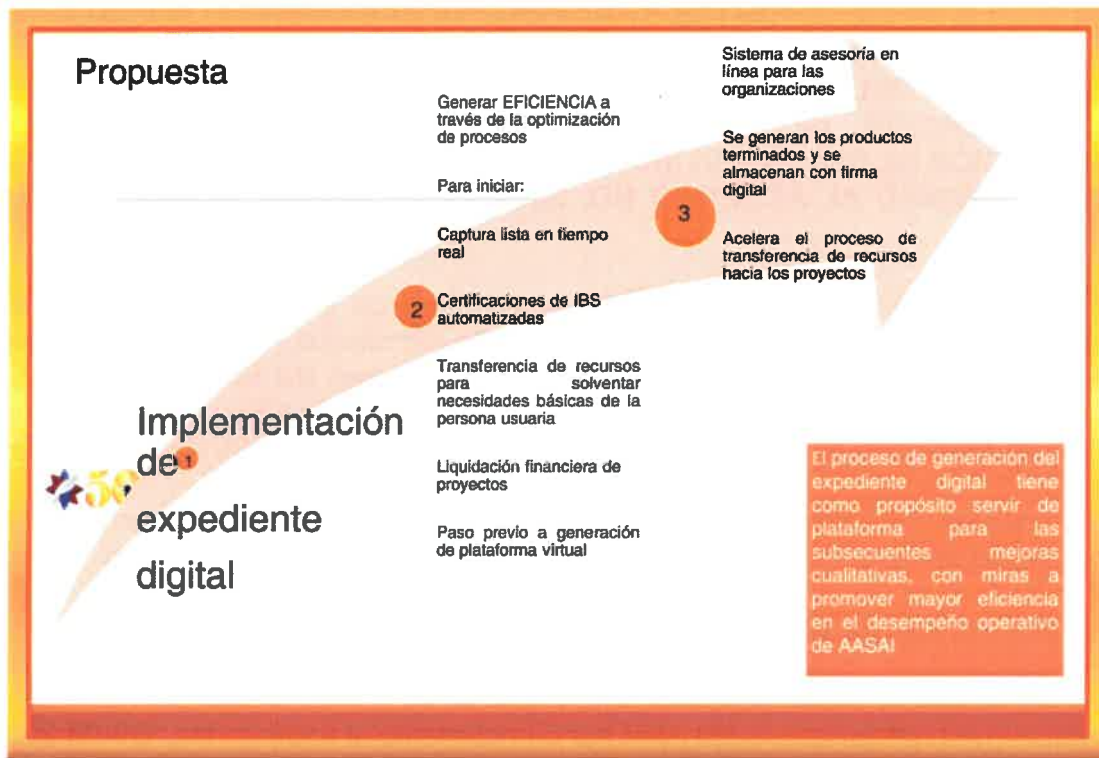 Propuesta
Generar EFICIENCIA a
través de la optimización
de procesos
Para iniciar:
Captura lista en tiempo
real
2
Certificaciones de IBS
automatizadas
Transferencia de recursos
para solventar
necesidades básicas de la
persona usuaria
Liquidación financiera de
proyectos
Paso previo a generación
de plataforma virtual
Sistema de asesoría en
línea para las
organizaciones
Se generan los productos
terminados y se
almacenan con firma
digital
3
Acelera el proceso de
transferencia de recursos
hacia los proyectos
Implementación
de
1
expediente
digital
50
El proceso de generación del
expediente digital tiene
como propósito servir de
plataforma para las
subsecuentes mejoras
cualitativas, con miras a
promover mayor eficiencia
en el desempeño operativo
de AASAI